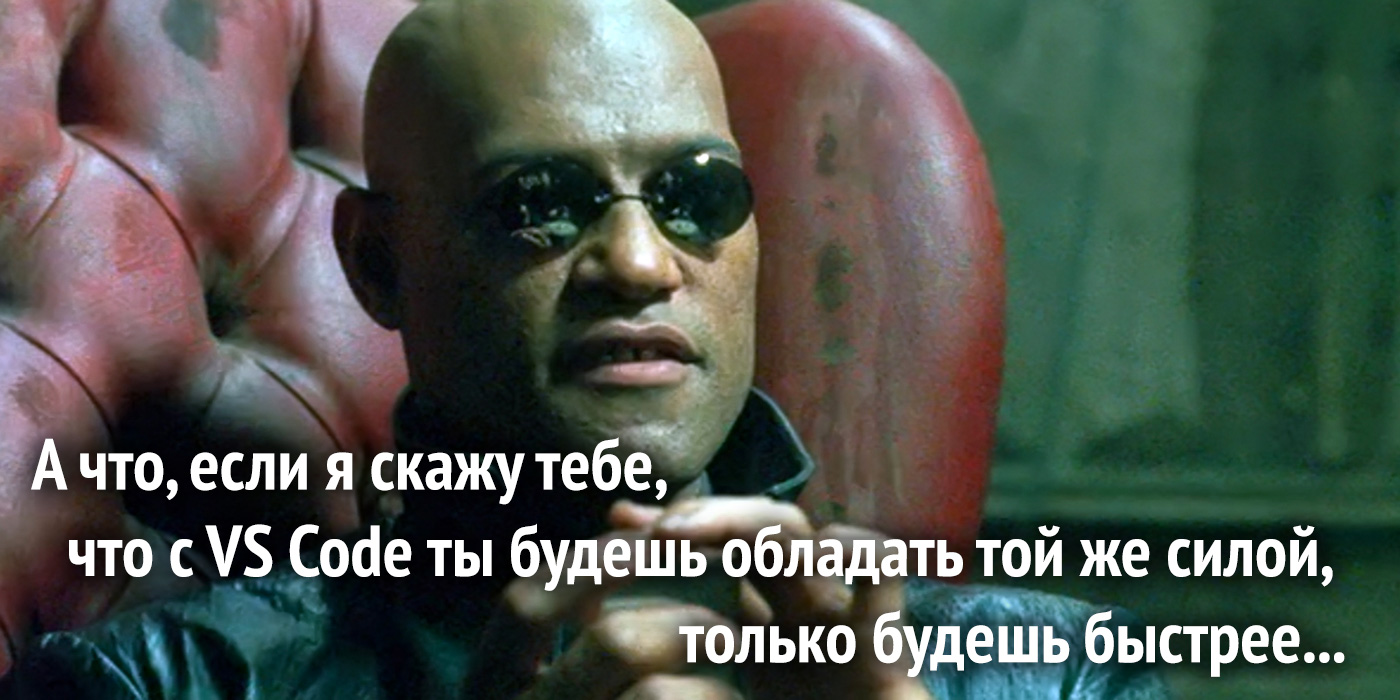 А что, если я скажу тебе,
что с VS Code ты будешь обладать той же силой,
только будешь быстрее...